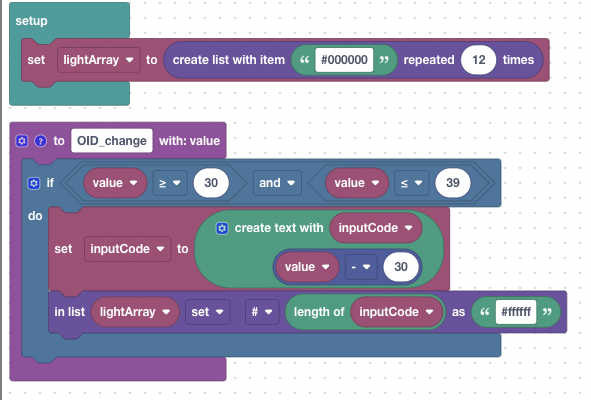 setup
set lightArray to create list with item “ #000000 ” repeated 12 times
? to OID_change with: value
if value ≥ 30 and value ≤ 39
do
create text with inputCode
set inputCode to
value - 30
in list lightArray set # length of inputCode as “ #ffffff ”